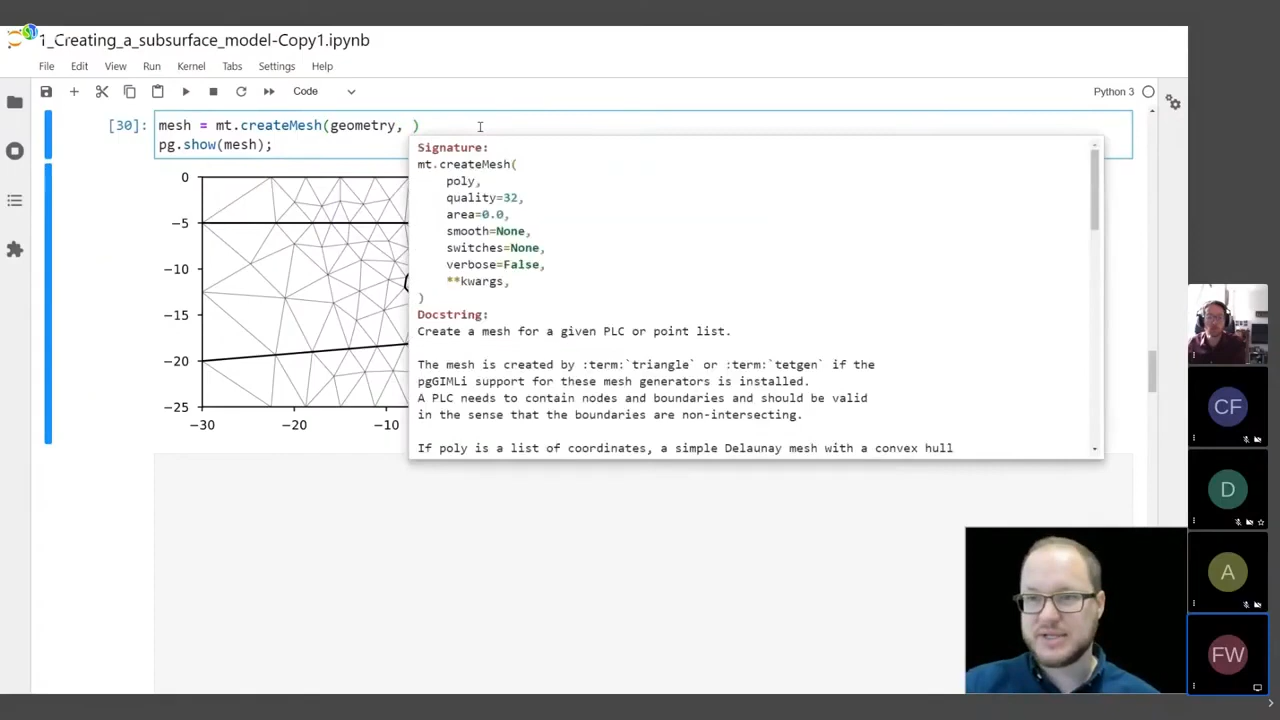 1_Creating_a_subsurface_model-Copy1.ipynb
File Edit View Run Kernel Tabs Settings Help
Code
Python 3
[30]: mesh = mt.createMesh(geometry, )
pg.show(mesh);
Signature:
mt.createMesh(
poly,
quality=32,
area=0.0,
smooth=None,
switches=None,
verbose=False,
**kwargs,
)
Docstring:
Create a mesh for a given PLC or point list.
The mesh is created by :term:`triangle` or :term:`tetgen` if the
pgGIMLi support for these mesh generators is installed.
A PLC needs to contain nodes and boundaries and should be valid
in the sense that the boundaries are non-intersecting.
If poly is a list of coordinates, a simple Delaunay mesh with a convex hull
0
−5
−10
−15
−20
−25
−30 −20 −10
CF
D
A
FW